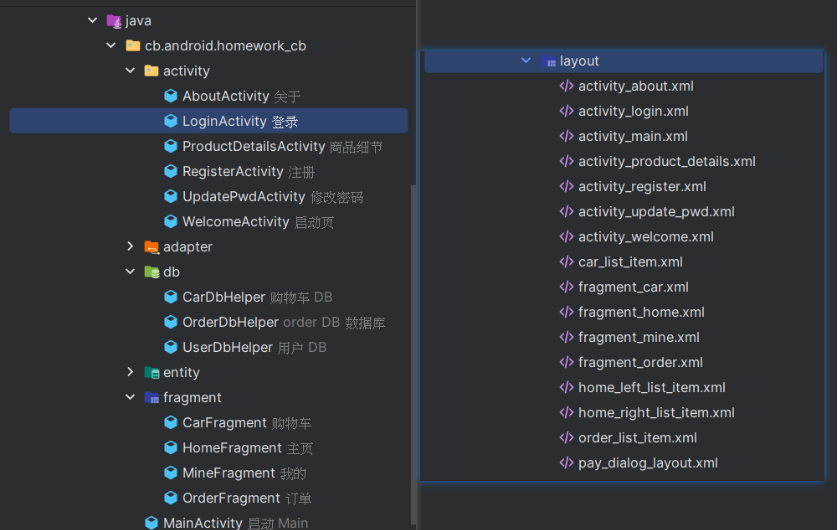 java
cb.android.homework_cb
activity
AboutActivity 关于
LoginActivity 登录
ProductDetailsActivity 商品细节
RegisterActivity 注册
UpdatePwdActivity 修改密码
WelcomeActivity 启动页
adapter
db
CarDbHelper 购物车 DB
OrderDbHelper order DB 数据库
UserDbHelper 用户 DB
entity
fragment
CarFragment 购物车
HomeFragment 主页
MineFragment 我的
OrderFragment 订单
MainActivity 启动 Main
layout
activity_about.xml
activity_login.xml
activity_main.xml
activity_product_details.xml
activity_register.xml
activity_update_pwd.xml
activity_welcome.xml
car_list_item.xml
fragment_car.xml
fragment_home.xml
fragment_mine.xml
fragment_order.xml
home_left_list_item.xml
home_right_list_item.xml
order_list_item.xml
pay_dialog_layout.xml